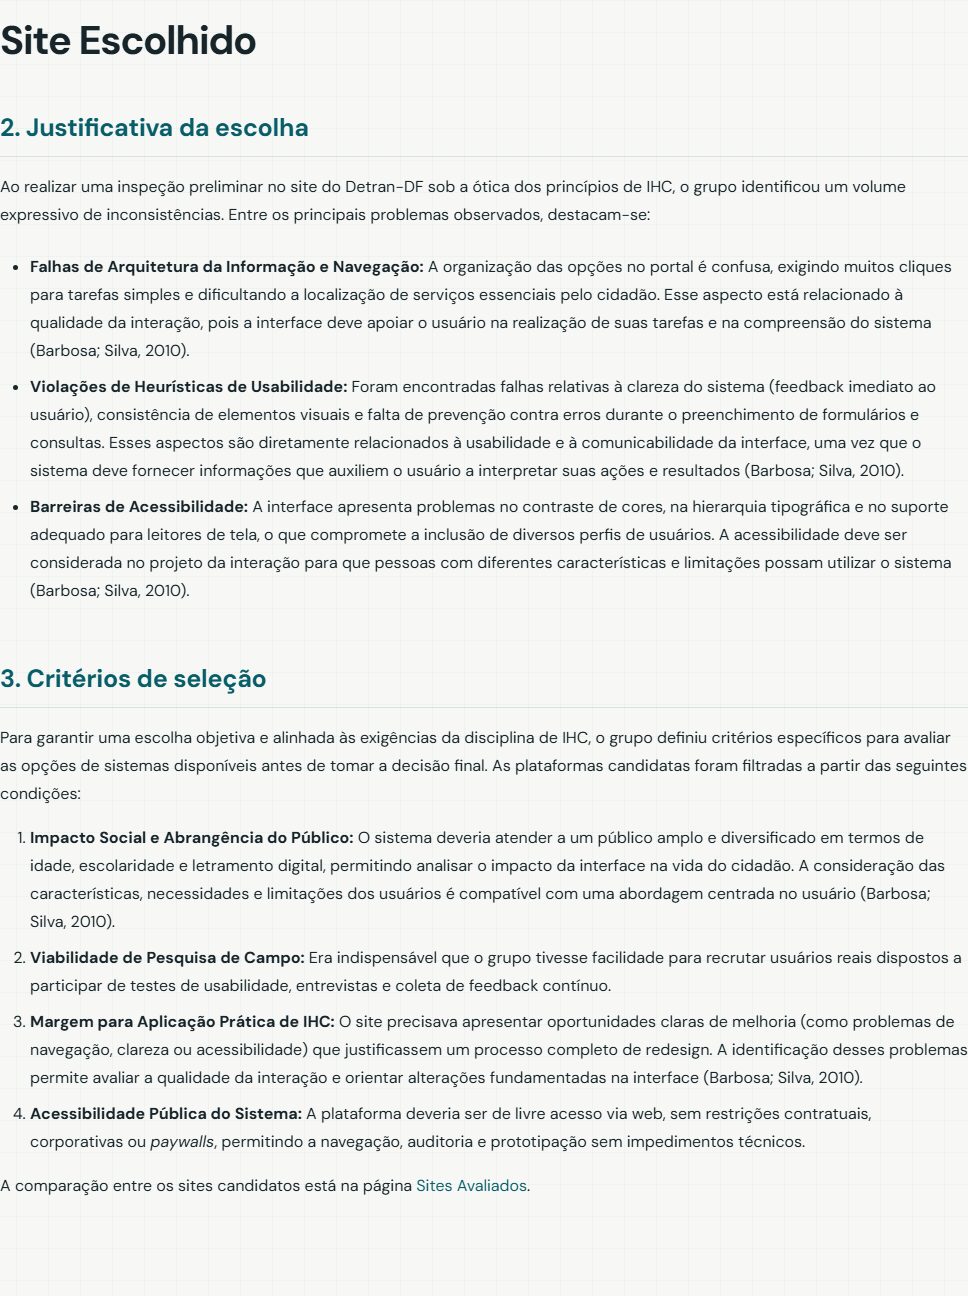 Site Escolhido
2. Justificativa da escolha
Ao realizar uma inspeção preliminar no site do Detran-DF sob a ótica dos princípios de IHC, o grupo identificou um volume
expressivo de inconsistências. Entre os principais problemas observados, destacam-se:
• Falhas de Arquitetura da Informação e Navegação: A organização das opções no portal é confusa, exigindo muitos cliques
para tarefas simples e dificultando a localização de serviços essenciais pelo cidadão. Esse aspecto está relacionado à
qualidade da interação, pois a interface deve apoiar o usuário na realização de suas tarefas e na compreensão do sistema
(Barbosa; Silva, 2010).
• Violações de Heurísticas de Usabilidade: Foram encontradas falhas relativas à clareza do sistema (feedback imediato ao
usuário), consistência de elementos visuais e falta de prevenção contra erros durante o preenchimento de formulários e
consultas. Esses aspectos são diretamente relacionados à usabilidade e à comunicabilidade da interface, uma vez que o
sistema deve fornecer informações que auxiliem o usuário a interpretar suas ações e resultados (Barbosa; Silva, 2010).
• Barreiras de Acessibilidade: A interface apresenta problemas no contraste de cores, na hierarquia tipográfica e no suporte
adequado para leitores de tela, o que compromete a inclusão de diversos perfis de usuários. A acessibilidade deve ser
considerada no projeto da interação para que pessoas com diferentes características e limitações possam utilizar o sistema
(Barbosa; Silva, 2010).
3. Critérios de seleção
Para garantir uma escolha objetiva e alinhada às exigências da disciplina de IHC, o grupo definiu critérios específicos para avaliar
as opções de sistemas disponíveis antes de tomar a decisão final. As plataformas candidatas foram filtradas a partir das seguintes
condições:
1. Impacto Social e Abrangência do Público: O sistema deveria atender a um público amplo e diversificado em termos de
idade, escolaridade e letramento digital, permitindo analisar o impacto da interface na vida do cidadão. A consideração das
características, necessidades e limitações dos usuários é compatível com uma abordagem centrada no usuário (Barbosa;
Silva, 2010).
2. Viabilidade de Pesquisa de Campo: Era indispensável que o grupo tivesse facilidade para recrutar usuários reais dispostos a
participar de testes de usabilidade, entrevistas e coleta de feedback contínuo.
3. Margem para Aplicação Prática de IHC: O site precisava apresentar oportunidades claras de melhoria (como problemas de
navegação, clareza ou acessibilidade) que justificassem um processo completo de redesign. A identificação desses problemas
permite avaliar a qualidade da interação e orientar alterações fundamentadas na interface (Barbosa; Silva, 2010).
4. Acessibilidade Pública do Sistema: A plataforma deveria ser de livre acesso via web, sem restrições contratuais,
corporativas ou paywalls, permitindo a navegação, auditoria e prototipação sem impedimentos técnicos.
A comparação entre os sites candidatos está na página Sites Avaliados.